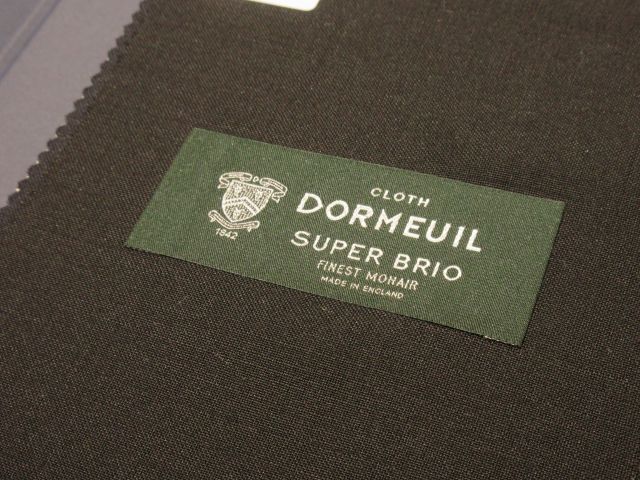 CLOTH
DORMEUIL
SUPER BRIO
FINEST MOHAIR
MADE IN ENGLAND
1842